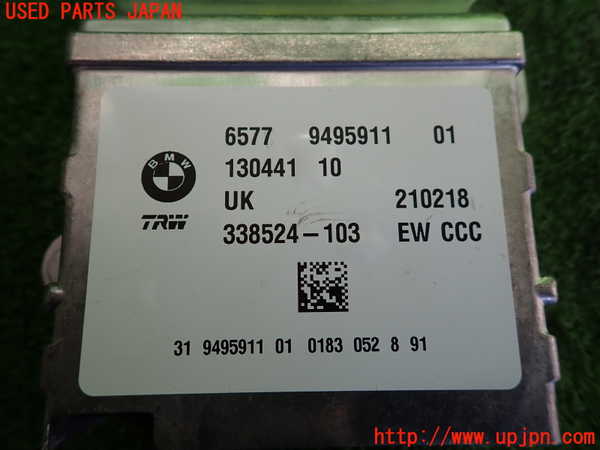 USED PARTS JAPAN
BMW
6577 9495911 01
130441 10
UK 210218
TRW
338524-103 EW CCC
31 9495911 01 0183 052 8 91
http://www.upjpn.com/